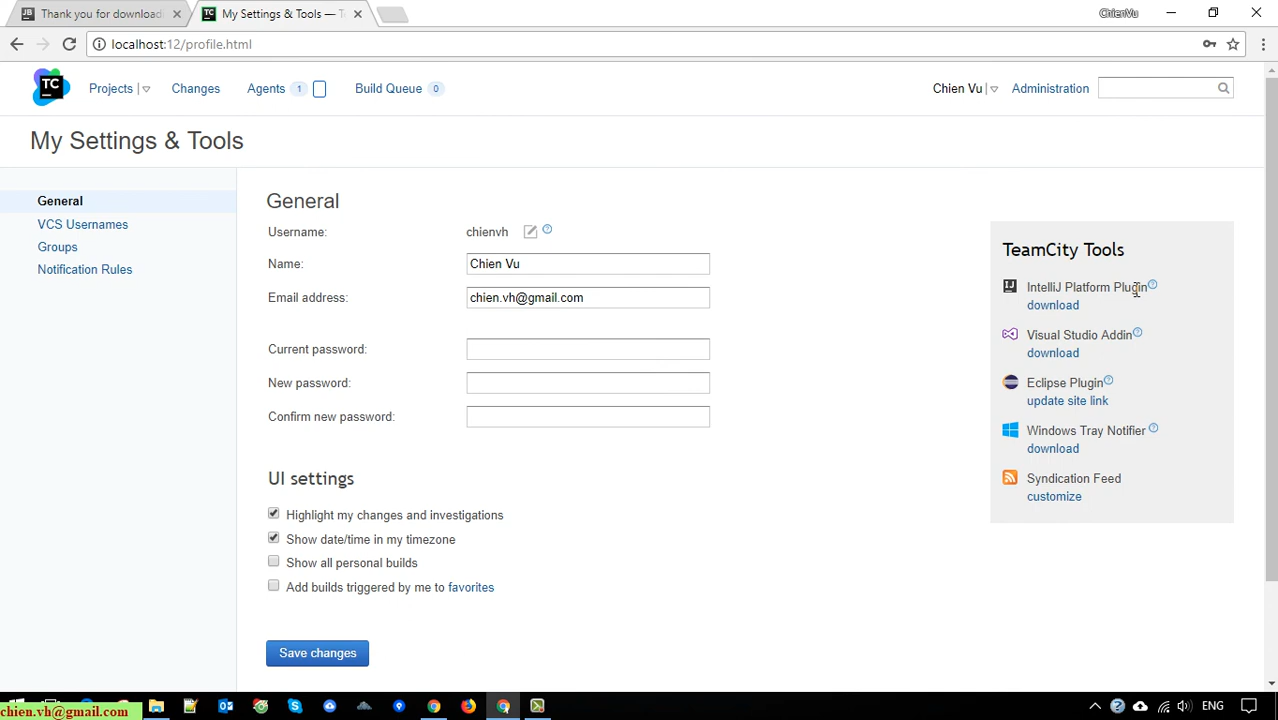 JB Thank you for downloadi
TC My Settings & Tools — T
ChienVu
localhost:12/profile.html
TC
Projects
Changes
Agents 1
Build Queue 0
Chien Vu
Administration
My Settings & Tools
General
VCS Usernames
Groups
Notification Rules
General
Username: chienvh
Name: Chien Vu
Email address: chien.vh@gmail.com
Current password:
New password:
Confirm new password:
UI settings
Highlight my changes and investigations
Show date/time in my timezone
Show all personal builds
Add builds triggered by me to favorites
Save changes
TeamCity Tools
IJ IntelliJ Platform Plugin ?
download
Visual Studio Addin ?
download
Eclipse Plugin ?
update site link
Windows Tray Notifier ?
download
Syndication Feed
customize
chien.vh@gmail.com
ENG